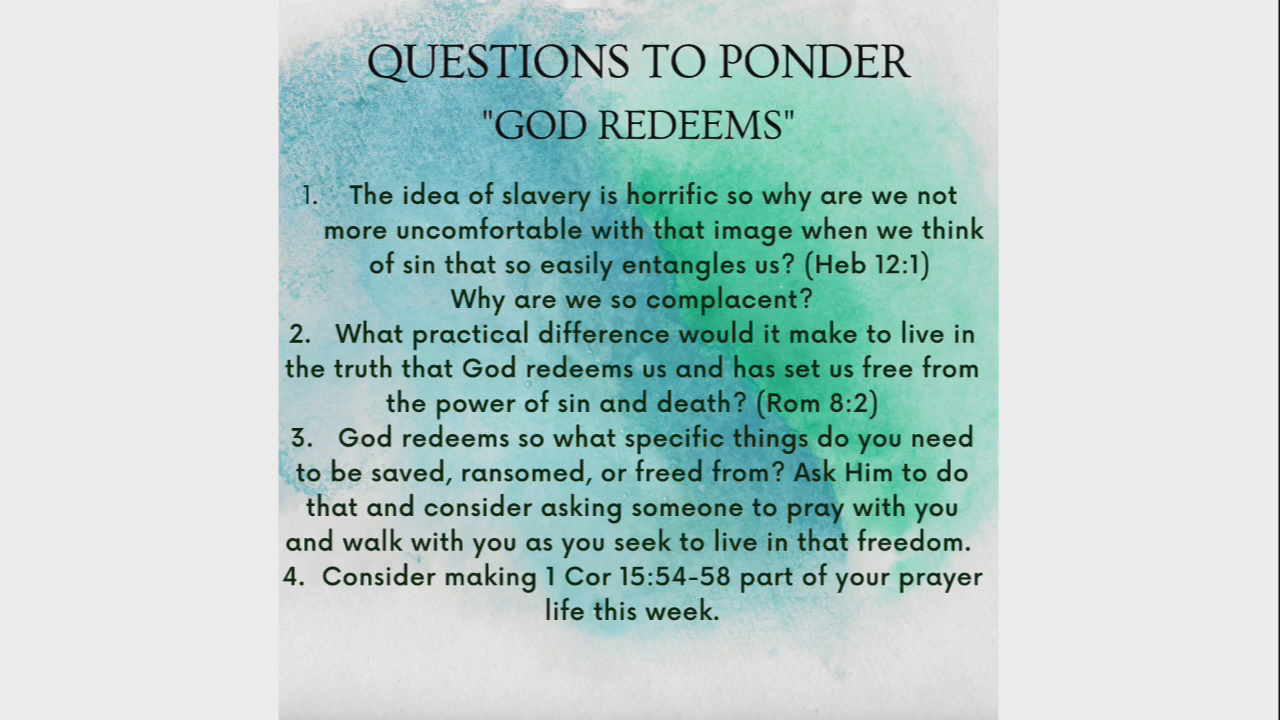 QUESTIONS TO PONDER
"GOD REDEEMS"
1. The idea of slavery is horrific so why are we not
more uncomfortable with that image when we think
of sin that so easily entangles us? (Heb 12:1)
Why are we so complacent?
2. What practical difference would it make to live in
the truth that God redeems us and has set us free from
the power of sin and death? (Rom 8:2)
3. God redeems so what specific things do you need
to be saved, ransomed, or freed from? Ask Him to do
that and consider asking someone to pray with you
and walk with you as you seek to live in that freedom.
4. Consider making 1 Cor 15:54-58 part of your prayer
life this week.